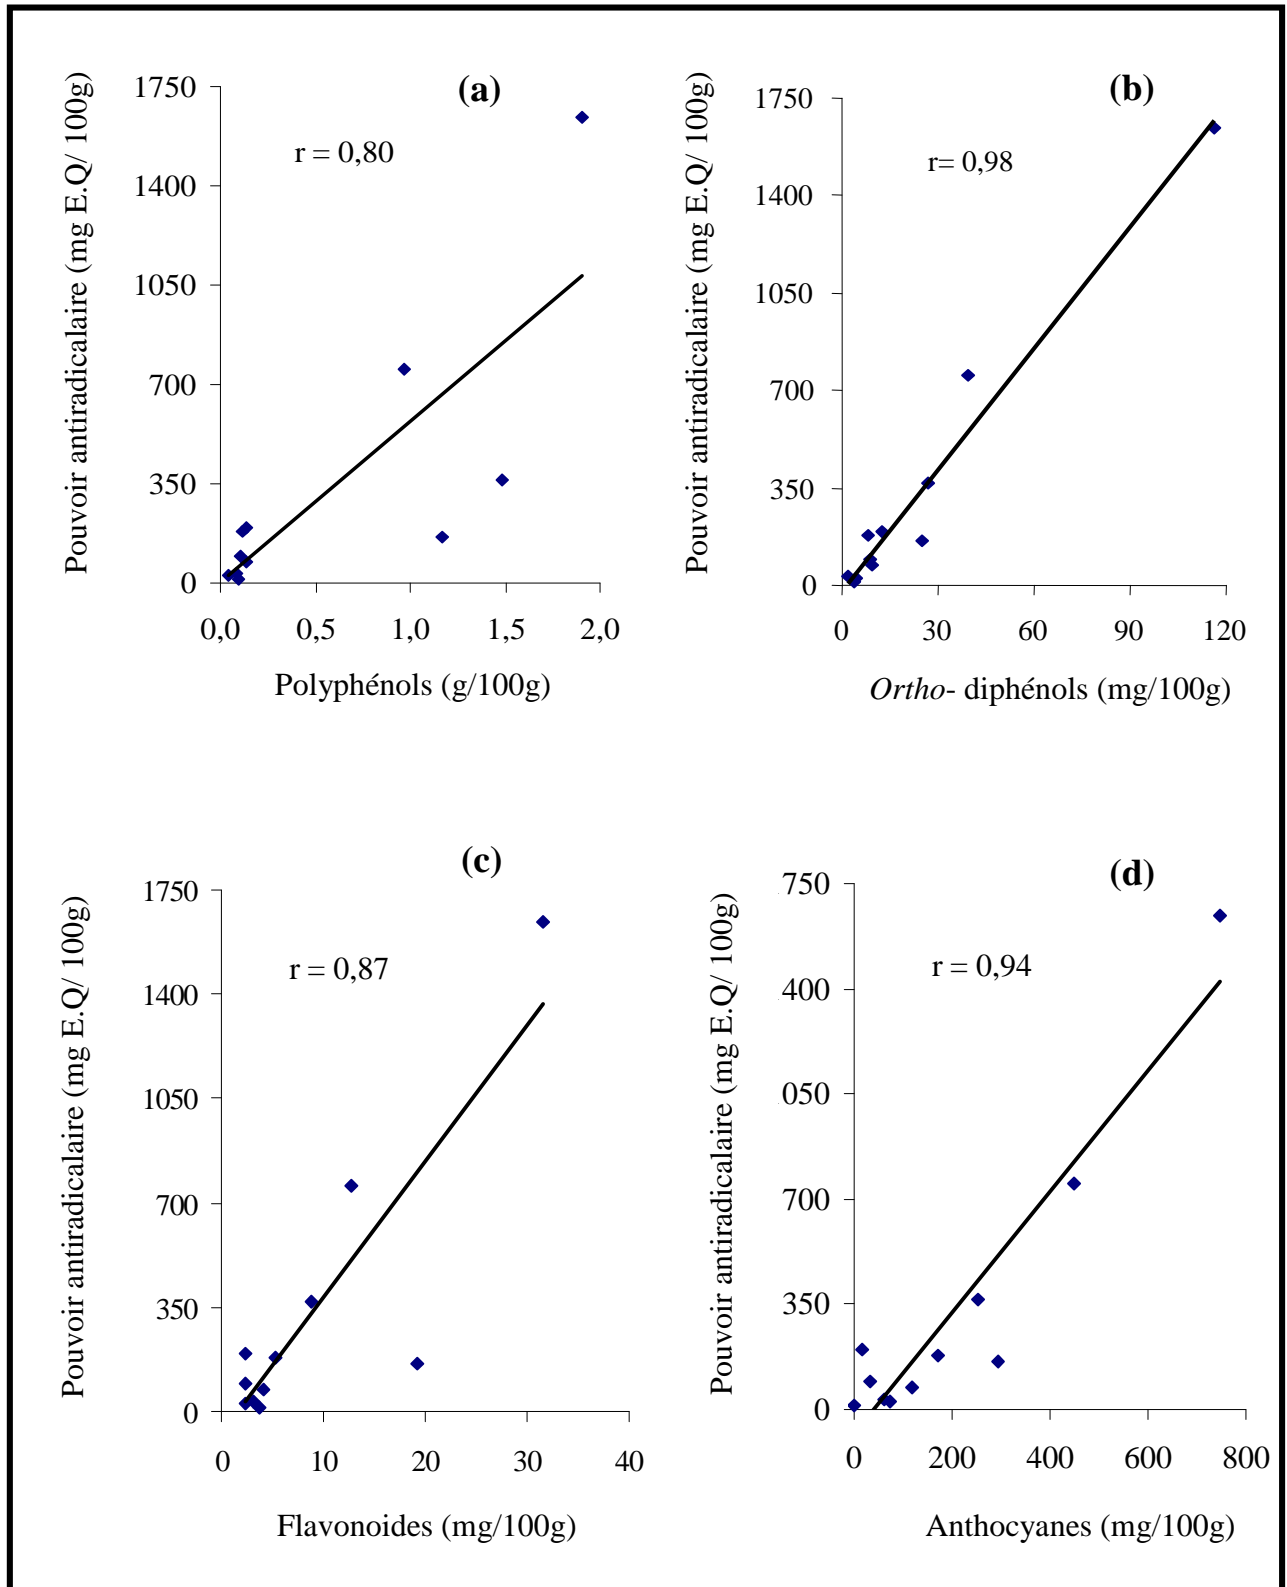 (a)
Pouvoir antiradicalaire (mg E.Q/ 100g)
1750
1400
1050
700
350
0
r = 0,80
0,0 0,5 1,0 1,5 2,0
Polyphénols (g/100g)
(b)
Pouvoir antiradicalaire (mg E.Q/ 100g)
1750
1400
1050
700
350
0
r= 0,98
0 30 60 90 120
Ortho- diphénols (mg/100g)
(c)
Pouvoir antiradicalaire (mg E.Q/ 100g)
1750
1400
1050
700
350
0
r = 0,87
0 10 20 30 40
Flavonoides (mg/100g)
(d)
Pouvoir antiradicalaire (mg E.Q/ 100g)
750
400
050
700
350
0
r = 0,94
0 200 400 600 800
Anthocyanes (mg/100g)